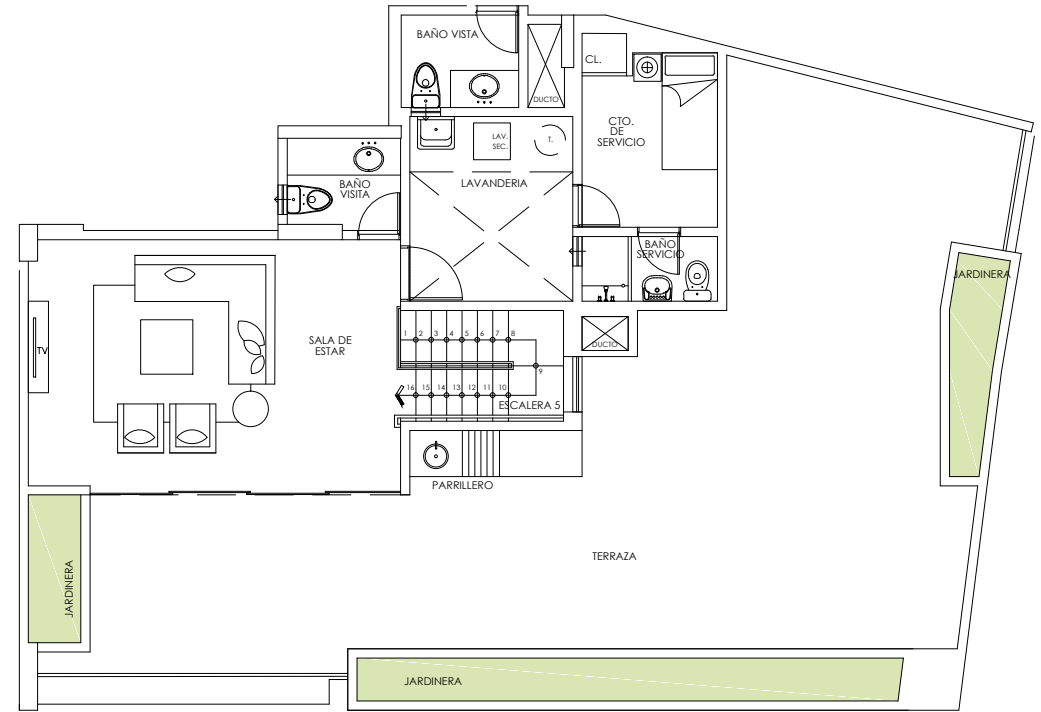 BAÑO VISTA
CL.
DUCTO
CTO.
DE
SERVICIO
LAV.
SEC.
T.
LAVANDERIA
BAÑO
VISITA
BAÑO
SERVICIO
JARDINERA
TV
SALA DE
ESTAR
1 2 3 4 5 6 7 8
DUCTO
9
16 15 14 13 12 11 10
ESCALERA 5
PARRILLERO
TERRAZA
JARDINERA
JARDINERA